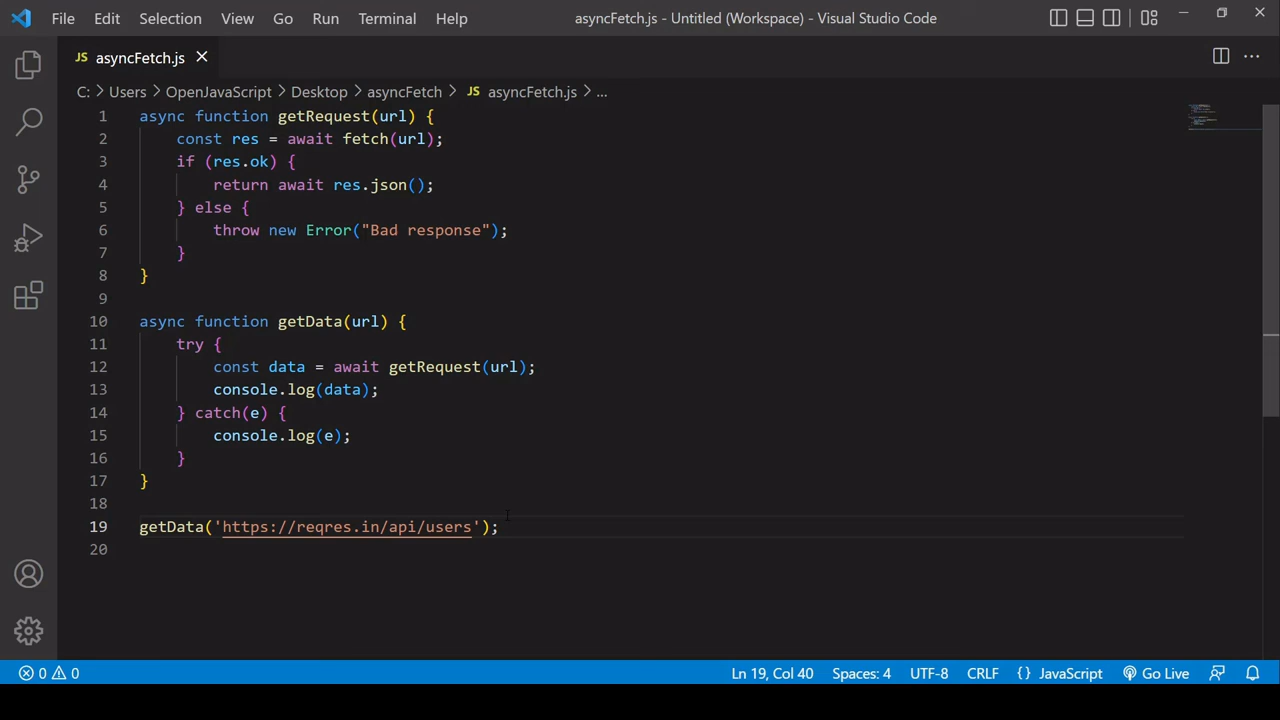 File Edit Selection View Go Run Terminal Help asyncFetch.js - Untitled (Workspace) - Visual Studio Code
JS asyncFetch.js
C: > Users > OpenJavaScript > Desktop > asyncFetch > JS asyncFetch.js > ...
1 async function getRequest(url) {
2 const res = await fetch(url);
3 if (res.ok) {
4 return await res.json();
5 } else {
6 throw new Error("Bad response");
7 }
8 }
9
10 async function getData(url) {
11 try {
12 const data = await getRequest(url);
13 console.log(data);
14 } catch(e) {
15 console.log(e);
16 }
17 }
18
19 getData('https://reqres.in/api/users');
20
0 0 Ln 19, Col 40 Spaces: 4 UTF-8 CRLF {} JavaScript Go Live